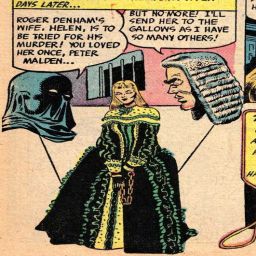 DAYS LATER...
ROGER DENHAM'S
WIFE, HELEN, IS
TO BE TRIED FOR HIS
MURDER! YOU LOVED
HER ONCE, PETER
MALDEN...
BUT NO MORE! I'LL
SEND HER TO THE
GALLOWS AS I HAVE
SO MANY OTHERS!